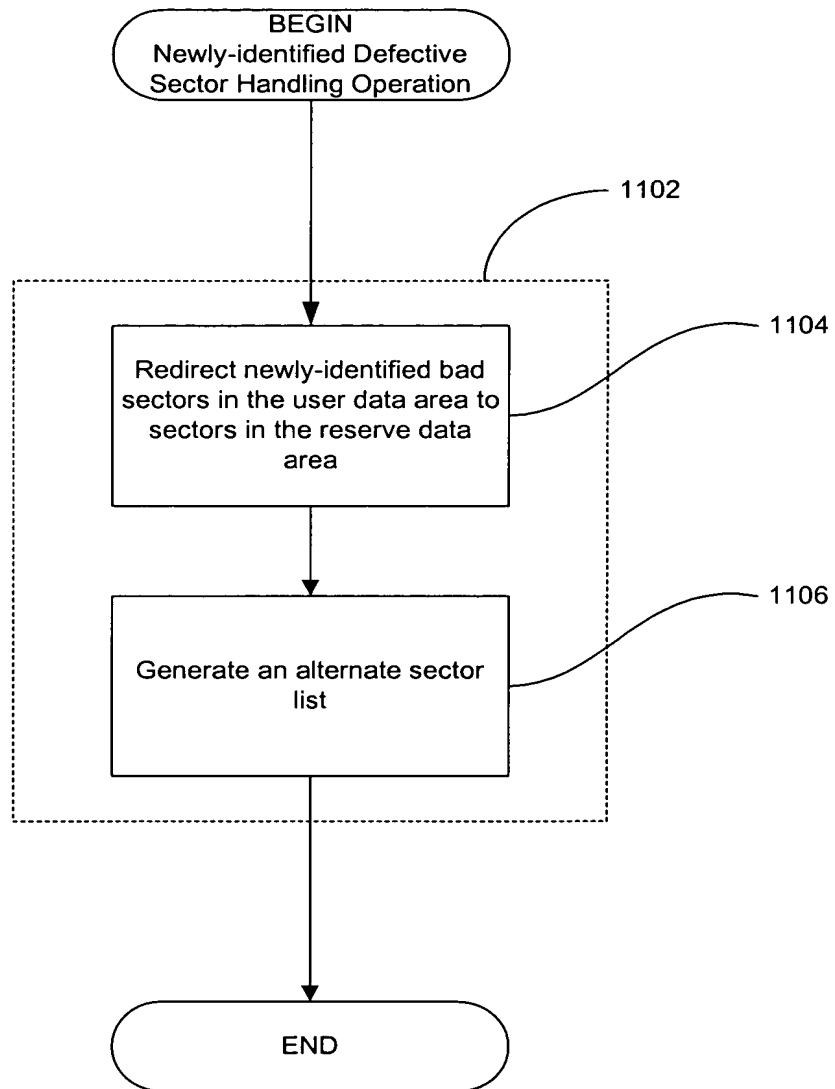 BEGIN
Newly-identified Defective
Sector Handling Operation
1102
1104
Redirect newly-identified bad
sectors in the user data area to
sectors in the reserve data
area
1106
Generate an alternate sector
list
END